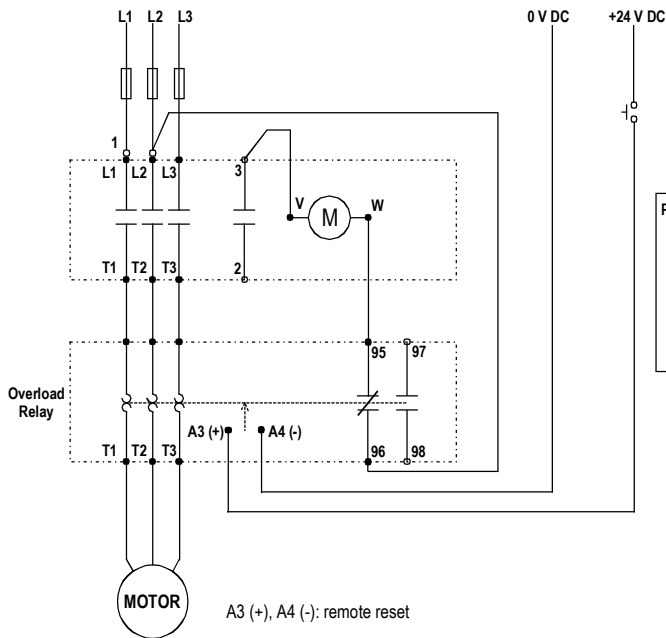 L1 L2 L3 0 V DC +24 V DC
1
L1 L2 L3 3
V M W
T1 T2 T3 2
95 97
Overload
Relay
A3 (+) A4 (-)
T1 T2 T3 96 98
MOTOR
A3 (+), A4 (-): remote reset